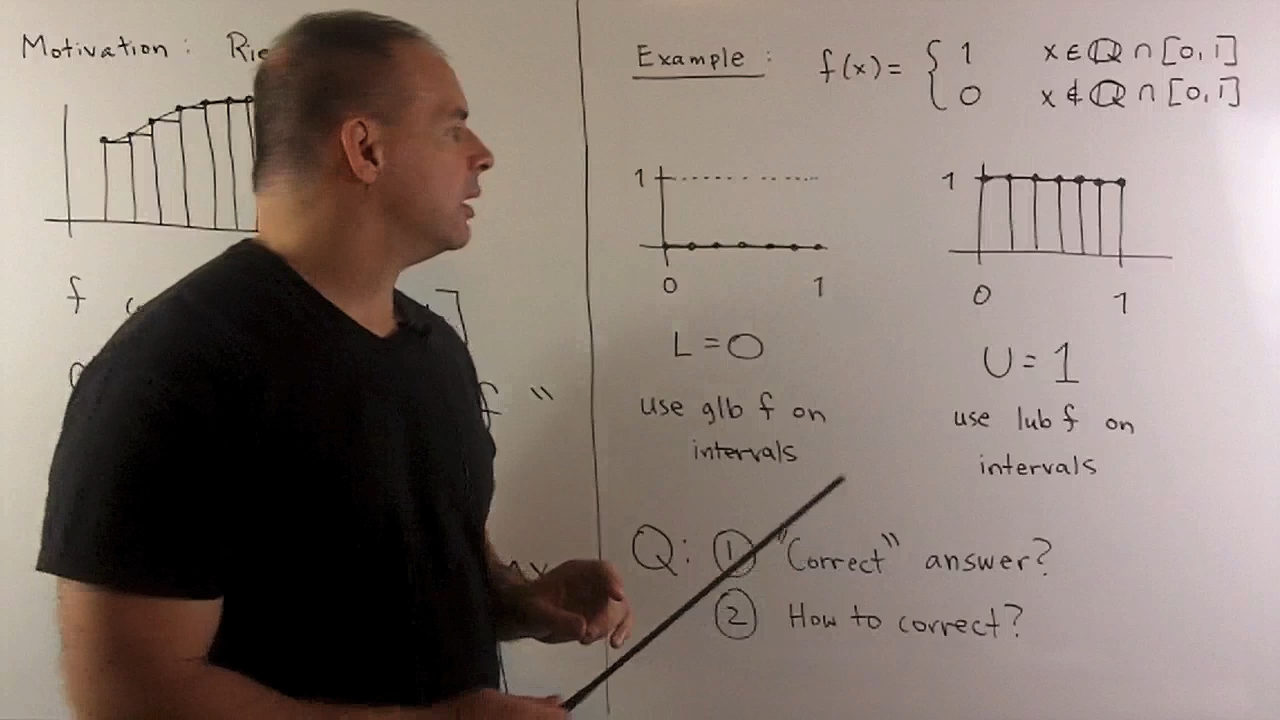 Motivation :
f
f "
Example : f(x) = { 1 x ∈ ℚ ∩ [0,1]
0 x ∉ ℚ ∩ [0,1]
1
0 1
1
0 1
L = 0
use glb f on
intervals
U = 1
use lub f on
intervals
Q: ① "Correct" answer?
② How to correct?